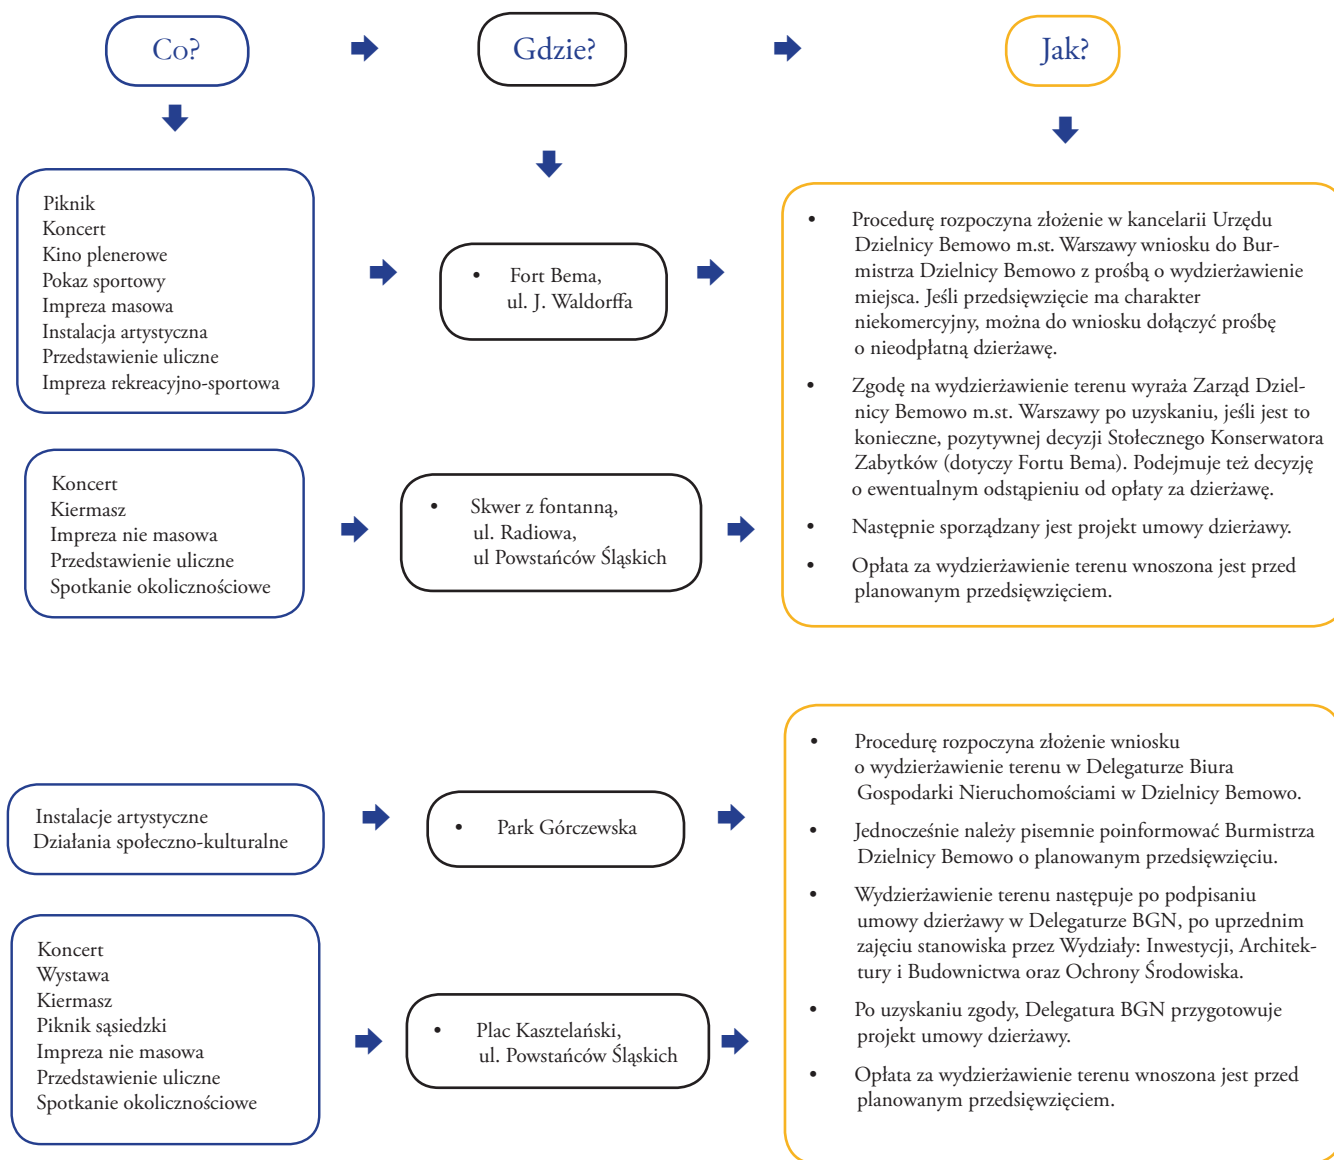 Co?
Gdzie?
Jak?
Piknik
Koncert
Kino plenerowe
Pokaz sportowy
Impreza masowa
Instalacja artystyczna
Przedstawienie uliczne
Impreza rekreacyjno-sportowa
• Fort Bema,
ul. J. Waldorffa
• Procedurę rozpoczyna złożenie w kancelarii Urzędu
Dzielnicy Bemowo m.st. Warszawy wniosku do Bur-
mistrza Dzielnicy Bemowo z prośbą o wydzierżawienie
miejsca. Jeśli przedsięwzięcie ma charakter
niekomercyjny, można do wniosku dołączyć prośbę
o nieodpłatną dzierżawę.
• Zgodę na wydzierżawienie terenu wyraża Zarząd Dziel-
nicy Bemowo m.st. Warszawy po uzyskaniu, jeśli jest to
konieczne, pozytywnej decyzji Stołecznego Konserwatora
Zabytków (dotyczy Fortu Bema). Podejmuje też decyzję
o ewentualnym odstąpieniu od opłaty za dzierżawę.
• Następnie sporządzany jest projekt umowy dzierżawy.
• Opłata za wydzierżawienie terenu wnoszona jest przed
planowanym przedsięwzięciem.
Koncert
Kiermasz
Impreza nie masowa
Przedstawienie uliczne
Spotkanie okolicznościowe
• Skwer z fontanną,
ul. Radiowa,
ul Powstańców Śląskich
Instalacje artystyczne
Działania społeczno-kulturalne
• Park Górczewska
• Procedurę rozpoczyna złożenie wniosku
o wydzierżawienie terenu w Delegaturze Biura
Gospodarki Nieruchomościami w Dzielnicy Bemowo.
• Jednocześnie należy pisemnie poinformować Burmistrza
Dzielnicy Bemowo o planowanym przedsięwzięciu.
• Wydzierżawienie terenu następuje po podpisaniu
umowy dzierżawy w Delegaturze BGN, po uprzednim
zajęciu stanowiska przez Wydziały: Inwestycji, Architek-
tury i Budownictwa oraz Ochrony Środowiska.
• Po uzyskaniu zgody, Delegatura BGN przygotowuje
projekt umowy dzierżawy.
• Opłata za wydzierżawienie terenu wnoszona jest przed
planowanym przedsięwzięciem.
Koncert
Wystawa
Kiermasz
Piknik sąsiedzki
Impreza nie masowa
Przedstawienie uliczne
Spotkanie okolicznościowe
• Plac Kasztelański,
ul. Powstańców Śląskich